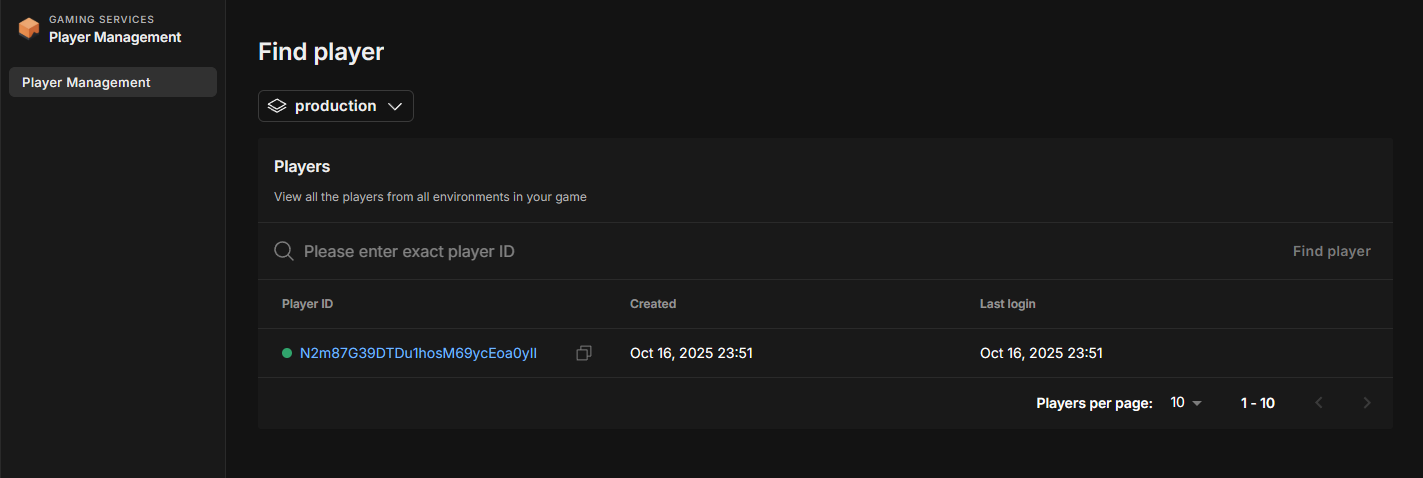 GAMING SERVICES
Player Management
Player Management
Find player
production
Players
View all the players from all environments in your game
Please enter exact player ID
Find player
Player ID Created Last login
N2m87G39DTDu1hosM69ycEoa0yIl Oct 16, 2025 23:51 Oct 16, 2025 23:51
Players per page: 10 1 - 10